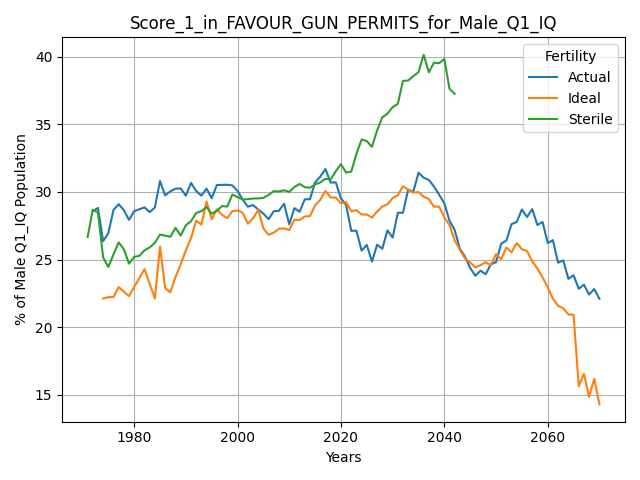 Score_1_in_FAVOUR_GUN_PERMITS_for_Male_Q1_IQ
Fertility
Actual
Ideal
Sterile
% of Male Q1_IQ Population
40
35
30
25
20
15
1980
2000
2020
2040
2060
Years